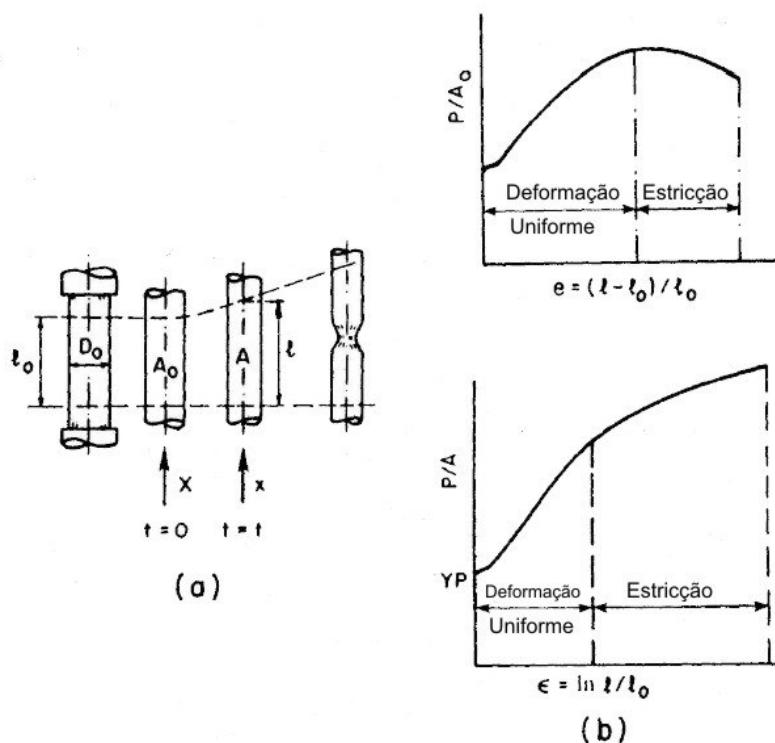 ℓ₀
D₀
A₀
A
ℓ
X
x
t = 0
t = t
(a)
P/A₀
Deformação
Estricção
Uniforme
e = (ℓ-ℓ₀)/ℓ₀
P/A
YP
Deformação
Estricção
Uniforme
ϵ = ln ℓ/ℓ₀
(b)